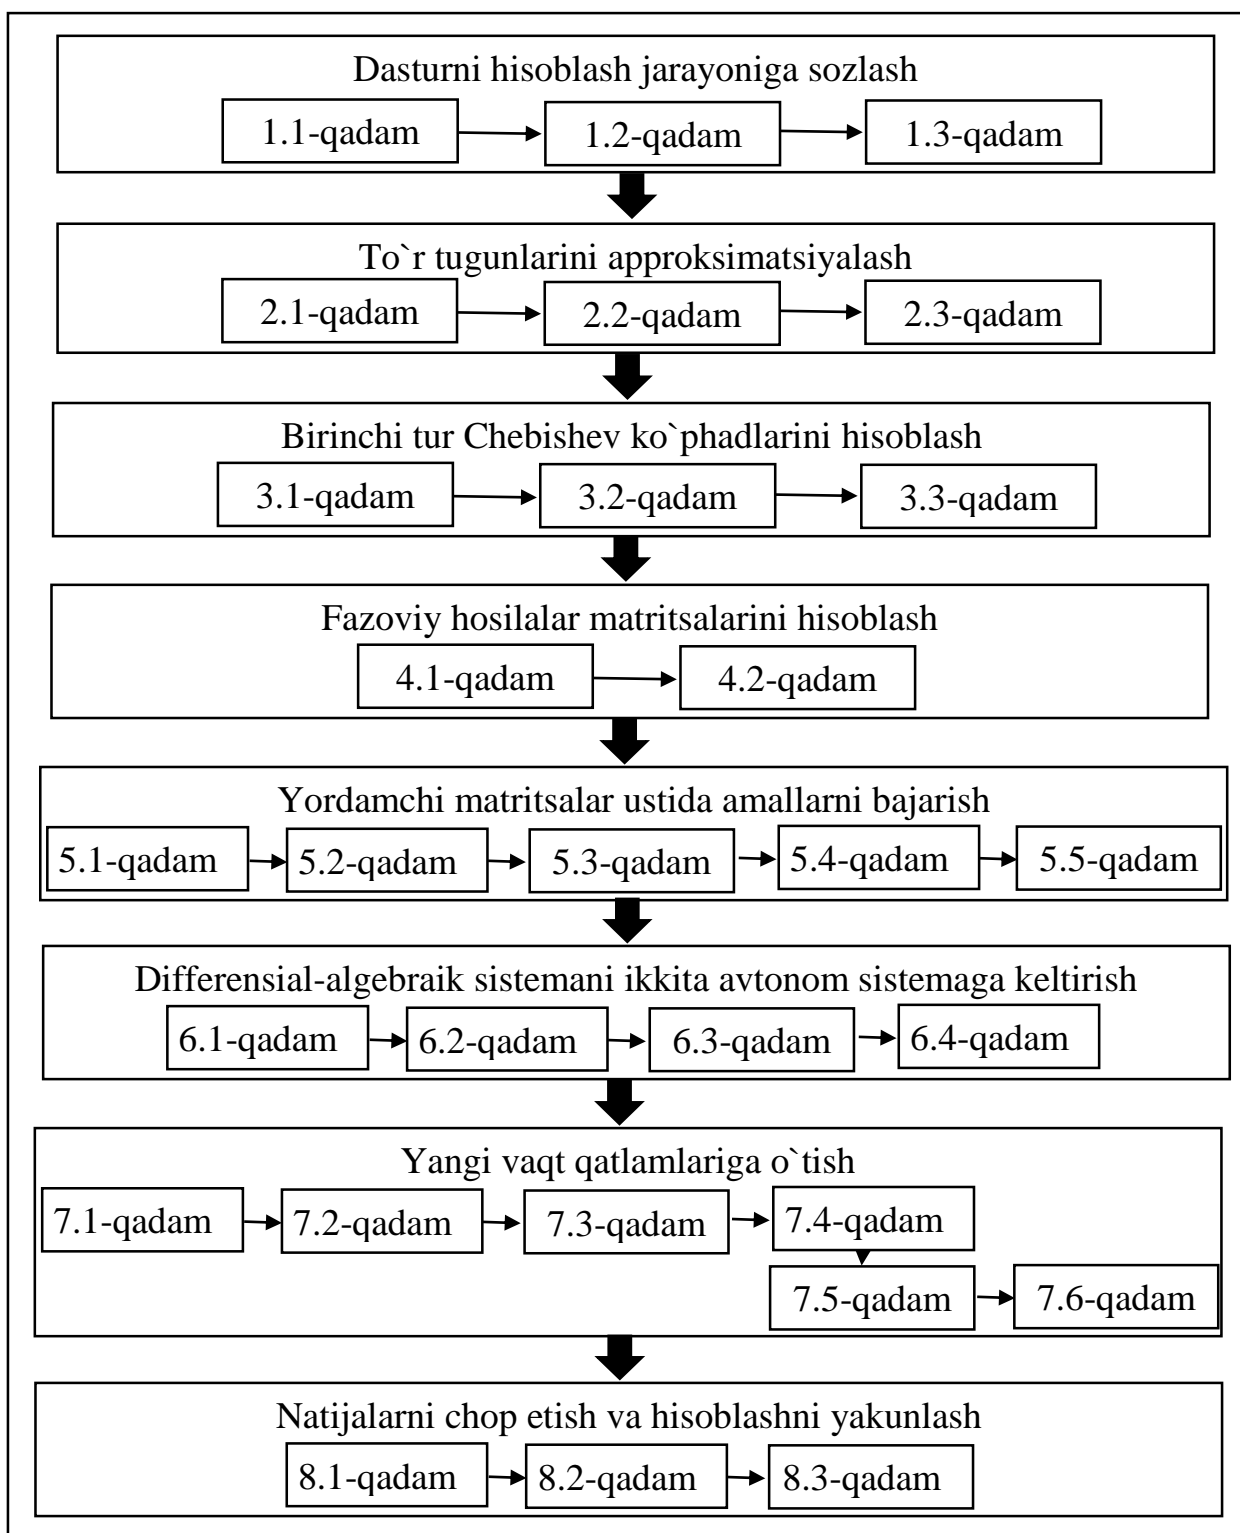 Dasturni hisoblash jarayoniga sozlash
1.1-qadam 1.2-qadam 1.3-qadam
To`r tugunlarini approksimatsiyalash
2.1-qadam 2.2-qadam 2.3-qadam
Birinchi tur Chebishev ko`phadlarini hisoblash
3.1-qadam 3.2-qadam 3.3-qadam
Fazoviy hosilalar matritsalarini hisoblash
4.1-qadam 4.2-qadam
Yordamchi matritsalar ustida amallarni bajarish
5.1-qadam 5.2-qadam 5.3-qadam 5.4-qadam 5.5-qadam
Differensial-algebraik sistemani ikkita avtonom sistemaga keltirish
6.1-qadam 6.2-qadam 6.3-qadam 6.4-qadam
Yangi vaqt qatlamlariga o`tish
7.1-qadam 7.2-qadam 7.3-qadam 7.4-qadam
7.5-qadam 7.6-qadam
Natijalarni chop etish va hisoblashni yakunlash
8.1-qadam 8.2-qadam 8.3-qadam